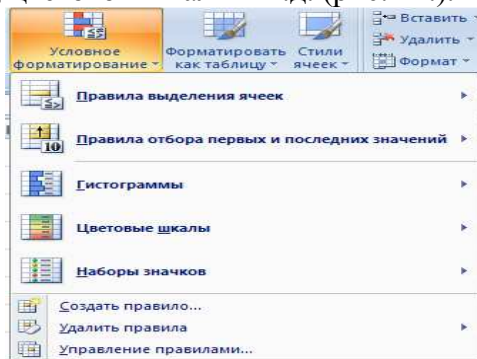 Условное форматирование
Форматировать как таблицу
Стили ячеек
Вставить
Удалить
Формат
Правила выделения ячеек
Правила отбора первых и последних значений
10
Гистограммы
Цветовые шкалы
Наборы значков
Создать правило...
Удалить правила
Управление правилами...